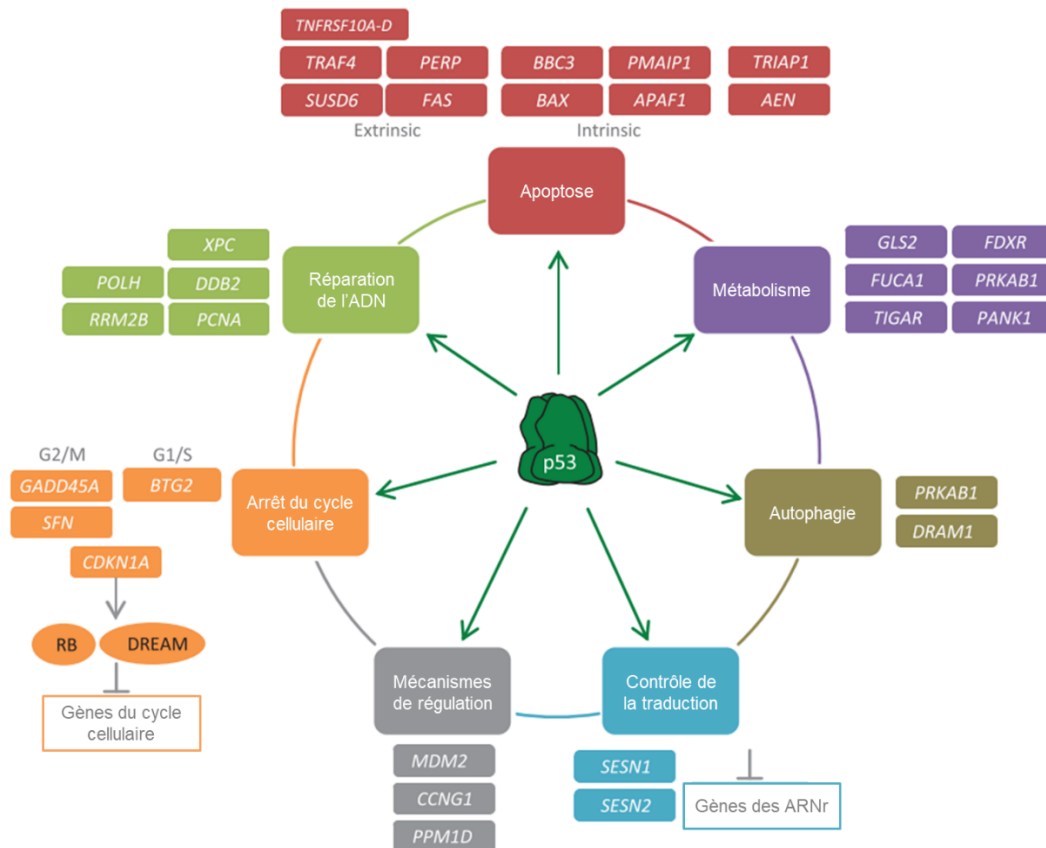 TNFRSF10A-D
TRAF4
PERP
BBC3
PMAIP1
TRIAP1
SUSD6
FAS
BAX
APAF1
AEN
Extrinsic
Intrinsic
Apoptose
XPC
POLH
DDB2
RRM2B
PCNA
Réparation
de l'ADN
Métabolisme
GLS2
FDXR
FUCA1
PRKAB1
TIGAR
PANK1
p53
G2/M
G1/S
GADD45A
BTG2
SFN
CDKN1A
RB
DREAM
Gènes du cycle
cellulaire
Arrêt du cycle
cellulaire
Autophagie
PRKAB1
DRAM1
Mécanismes
de régulation
MDM2
CCNG1
PPM1D
Contrôle de
la traduction
SESN1
SESN2
Gènes des ARNr